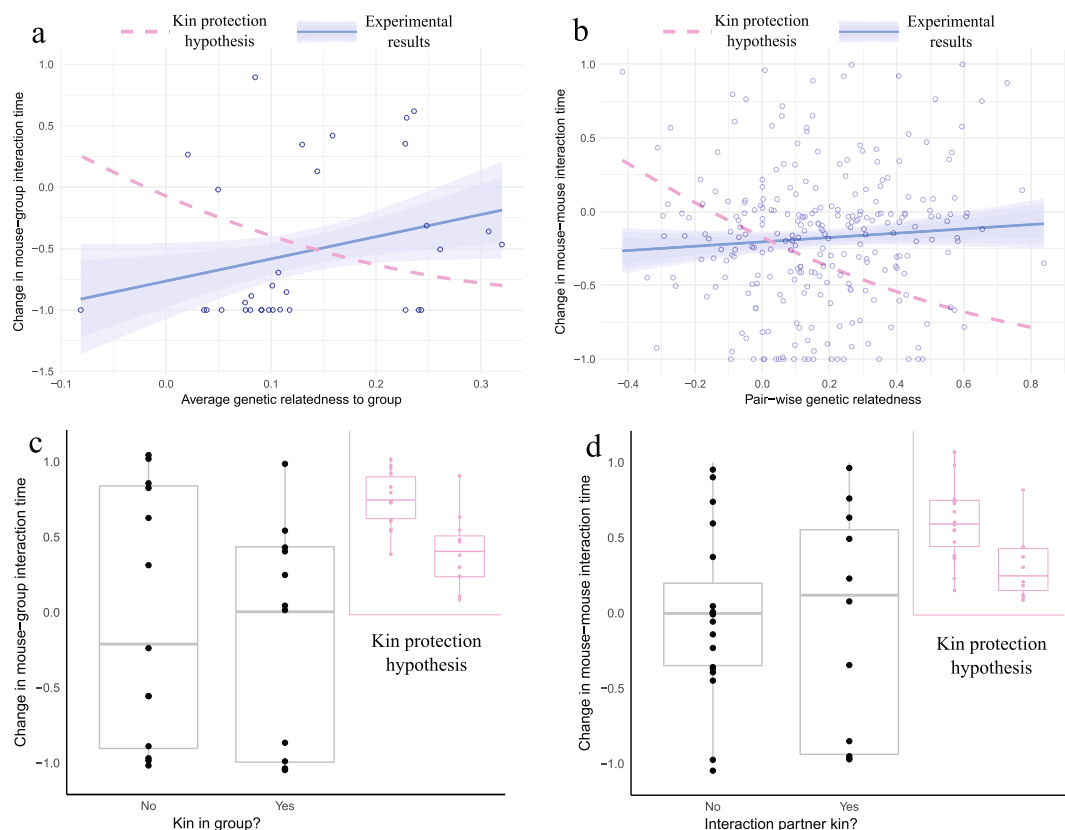 a
Kin protection
hypothesis
Experimental
results
Change in mouse−group interaction time
1.0
0.5
0.0
−0.5
−1.0
−1.5
−0.1
0.0
0.1
0.2
0.3
Average genetic relatedness to group
b
Kin protection
hypothesis
Experimental
results
Change in mouse−mouse interaction time
1.0
0.5
−0.0
−0.5
−1.0
−0.4
−0.2
0.0
0.2
0.4
0.6
0.8
Pair−wise genetic relatedness
c
Change in mouse−group interaction time
1.0
0.5
0.0
−0.5
−1.0
No
Yes
Kin in group?
Kin protection
hypothesis
d
Change in mouse−mouse interaction time
1.0
0.5
0.0
−0.5
−1.0
No
Yes
Interaction partner kin?
Kin protection
hypothesis